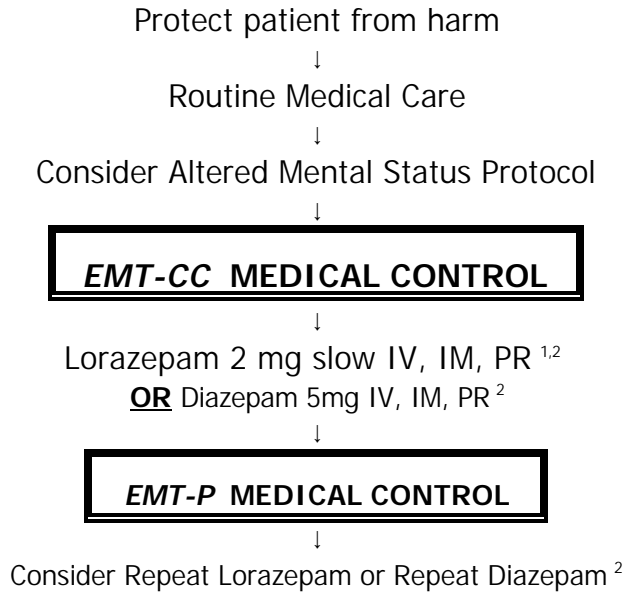 Protect patient from harm
↓
Routine Medical Care
↓
Consider Altered Mental Status Protocol
↓
EMT-CC MEDICAL CONTROL
↓
Lorazepam 2 mg slow IV, IM, PR 1,2
OR Diazepam 5mg IV, IM, PR 2
↓
EMT-P MEDICAL CONTROL
↓
Consider Repeat Lorazepam or Repeat Diazepam 2